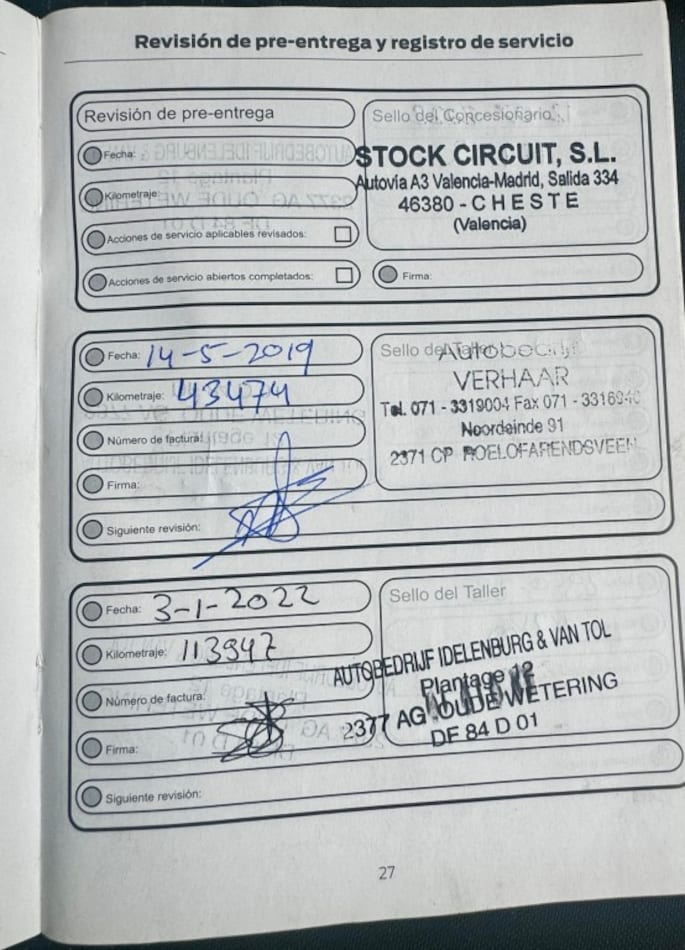 Revisión de pre-entrega y registro de servicio
Revisión de pre-entrega
Fecha:
Kilometraje:
Acciones de servicio aplicables revisados:
Acciones de servicio abiertos completados:
Sello del Concesionario
STOCK CIRCUIT, S.L.
Autovía A3 Valencia-Madrid, Salida 334
46380 - CHESTE
(Valencia)
Firma:
Fecha: 14-5-2019
Kilometraje: 43474
Número de factura:
Firma:
Siguiente revisión:
Sello del Taller
Autobedrijf
VERHAAR
Tel. 071 - 3319004 Fax 071 -
Noordeinde 91
2371 CP ROELOFARENDSVEEN
Fecha: 3-1-2022
Kilometraje: 113947
Número de factura:
Firma:
Siguiente revisión:
Sello del Taller
AUTOBEDRIJF IDELENBURG & VAN TOL
Plantage 12
2377 AG OUDE WETERING
DF 84 D 01
27